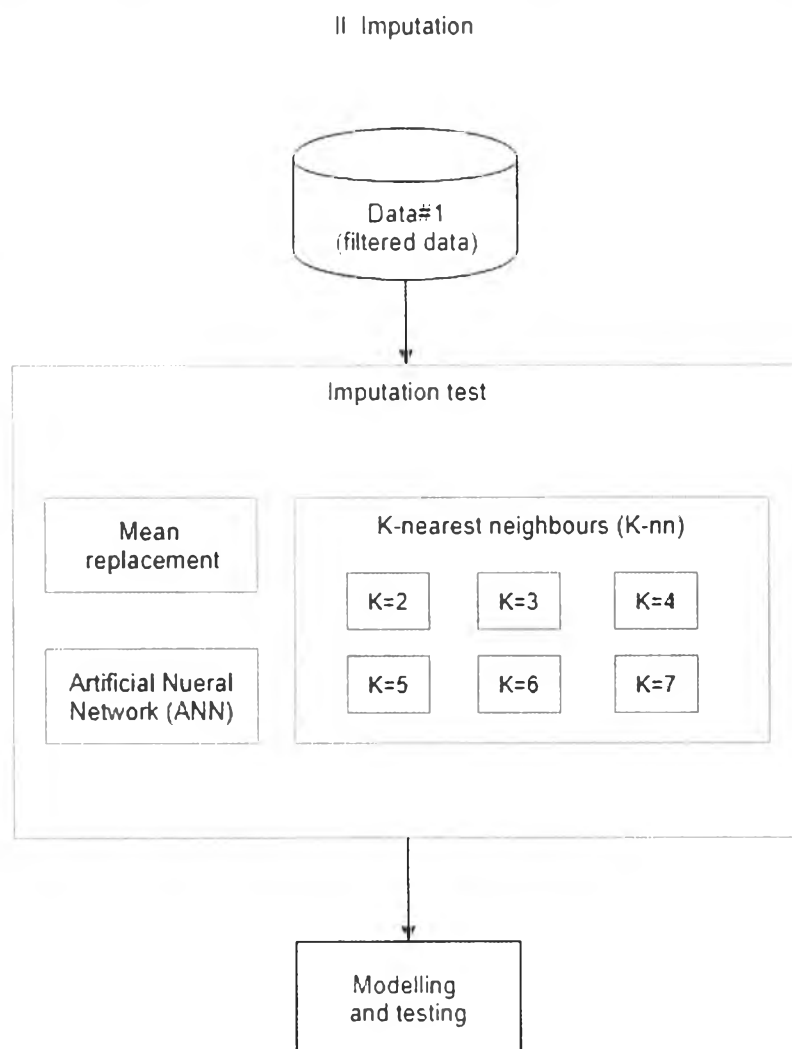 II Imputation
Data#1
(filtered data)
Imputation test
Mean
replacement
K-nearest neighbours (K-nn)
K=2
K=3
K=4
Artificial Nueral
Network (ANN)
K=5
K=6
K=7
Modelling
and testing